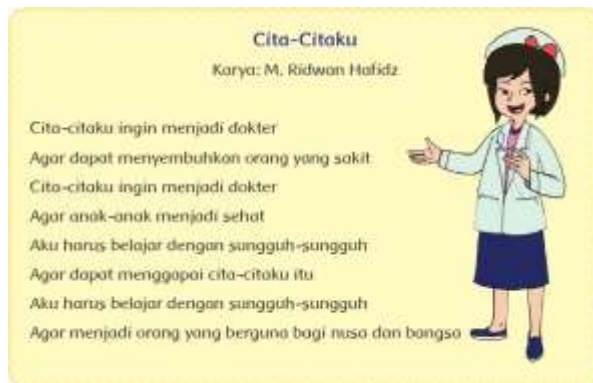 Cita-Citaku
Karya: M. Ridwan Hafidz
Cita-citaku ingin menjadi dokter
Agar dapat menyembuhkan orang yang sakit
Cita-citaku ingin menjadi dokter
Agar anak-anak menjadi sehat
Aku harus belajar dengan sungguh-sungguh
Agar dapat menggapai cita-citaku itu
Aku harus belajar dengan sungguh-sungguh
Agar menjadi orang yang berguna bagi nusa dan bangsa